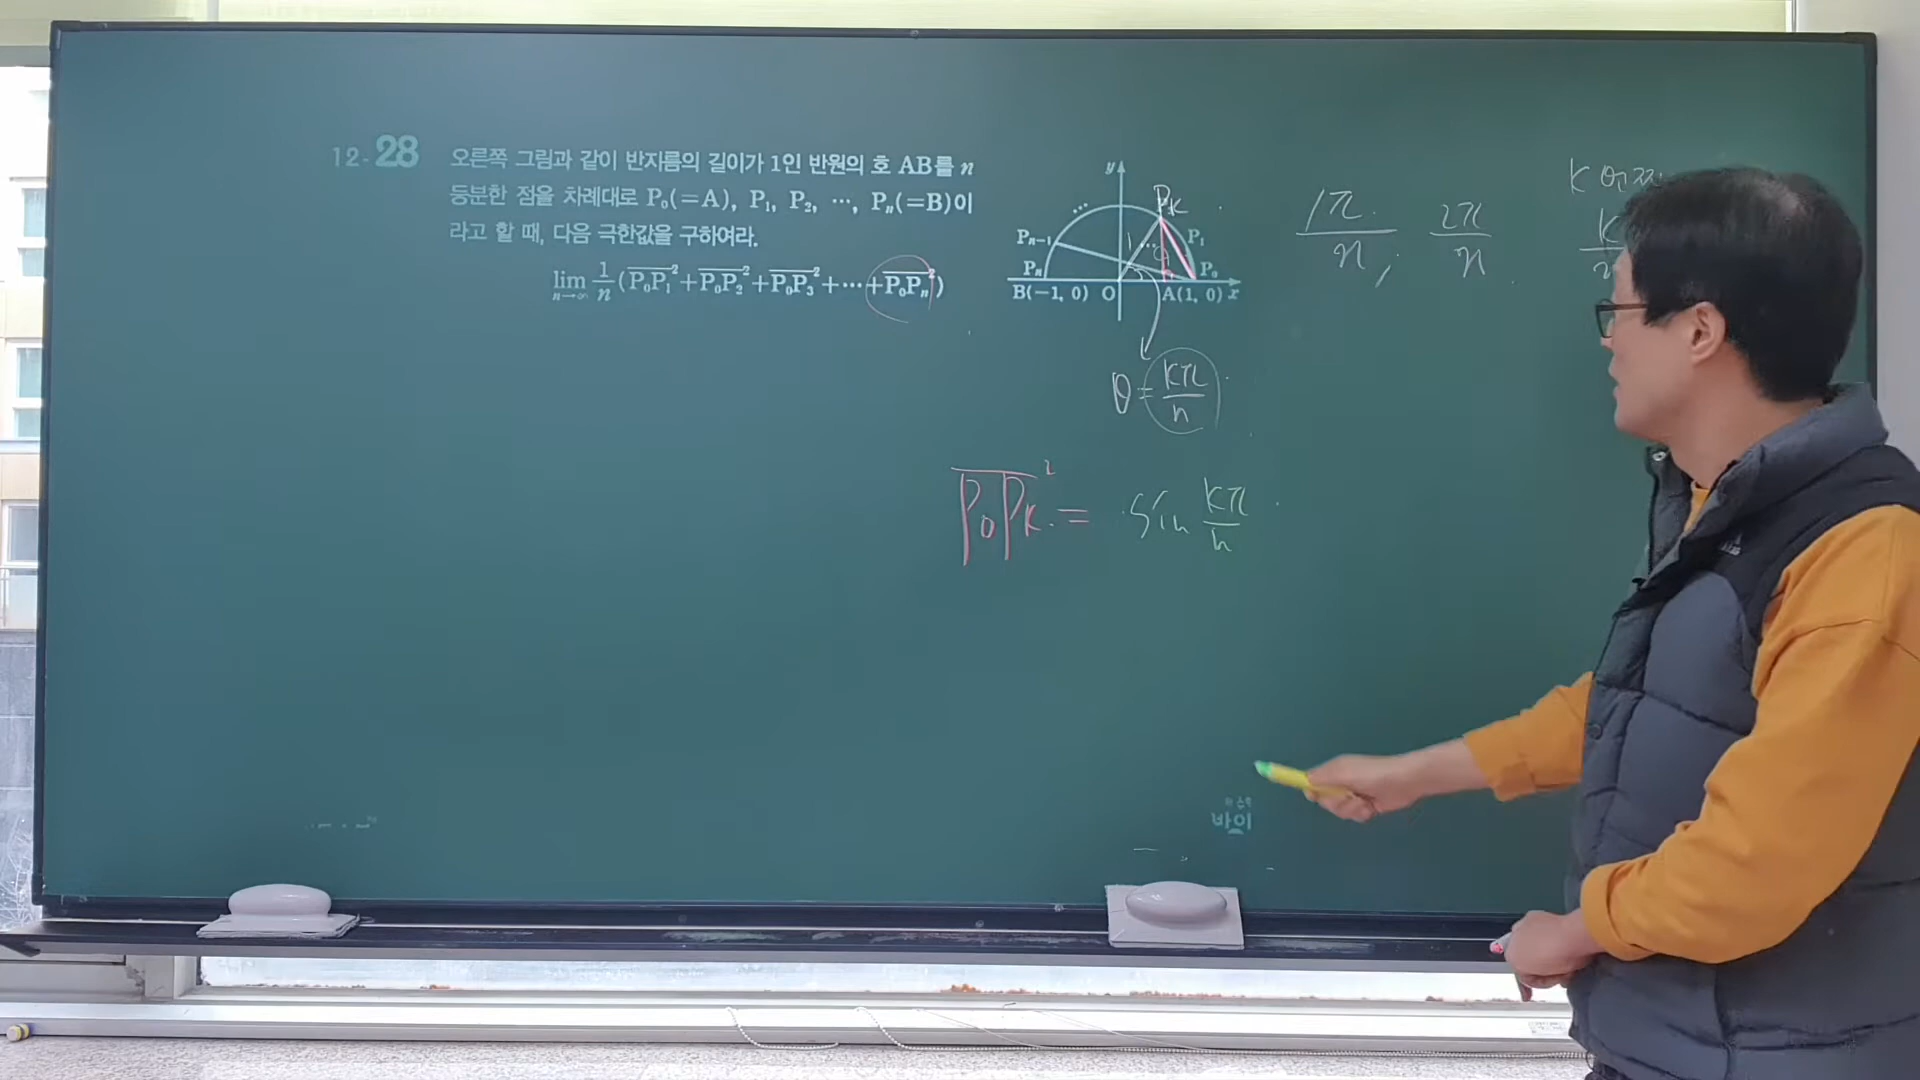 12-28 오른쪽 그림과 같이 반지름의 길이가 1인 반원의 호 AB를 n
등분한 점을 차례대로 P₀(=A), P₁, P₂, ⋯, Pₙ(=B)이
라고 할 때, 다음 극한값을 구하여라.
lim n→∞ 1/n (P₀P₁² + P₀P₂² + P₀P₃² + ⋯ + P₀Pₙ²)
y
Pₖ
⋯
Pₙ₋₁ 1 ⋯ P₁
Pₙ P₀
B(−1, 0) O A(1, 0) x
θ = kπ/n
1π/n, 2π/n
k
k
P₀Pₖ² = sin kπ/n
바이